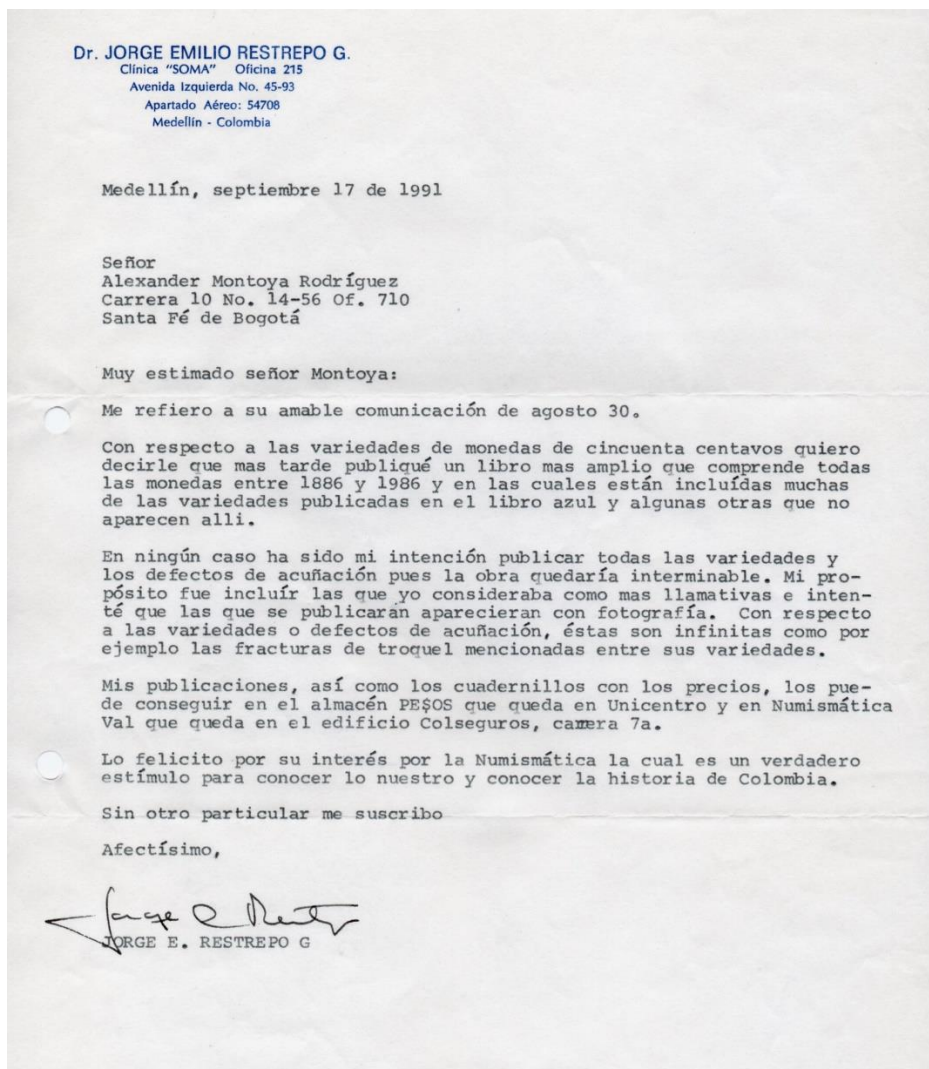 Dr. JORGE EMILIO RESTREPO G.
Clínica "SOMA" Oficina 215
Avenida Izquierda No. 45-93
Apartado Aéreo: 54708
Medellín - Colombia
Medellín, septiembre 17 de 1991
Señor
Alexander Montoya Rodríguez
Carrera 10 No. 14-56 Of. 710
Santa Fé de Bogotá
Muy estimado señor Montoya:
Me refiero a su amable comunicación de agosto 30.
Con respecto a las variedades de monedas de cincuenta centavos quiero
decirle que mas tarde publiqué un libro mas amplio que comprende todas
las monedas entre 1886 y 1986 y en las cuales están incluídas muchas
de las variedades publicadas en el libro azul y algunas otras que no
aparecen alli.
En ningún caso ha sido mi intención publicar todas las variedades y
los defectos de acuñación pues la obra quedaría interminable. Mi pro-
pósito fue incluír las que yo consideraba como mas llamativas e inten-
té que las que se publicarán aparecieran con fotografía. Con respecto
a las variedades o defectos de acuñación, éstas son infinitas como por
ejemplo las fracturas de troquel mencionadas entre sus variedades.
Mis publicaciones, así como los cuadernillos con los precios, los pue-
de conseguir en el almacén PE$OS que queda en Unicentro y en Numismática
Val que queda en el edificio Colseguros, carrera 7a.
Lo felicito por su interés por la Numismática la cual es un verdadero
estímulo para conocer lo nuestro y conocer la historia de Colombia.
Sin otro particular me suscribo
Afectísimo,
Jorge E Restrepo
JORGE E. RESTREPO G